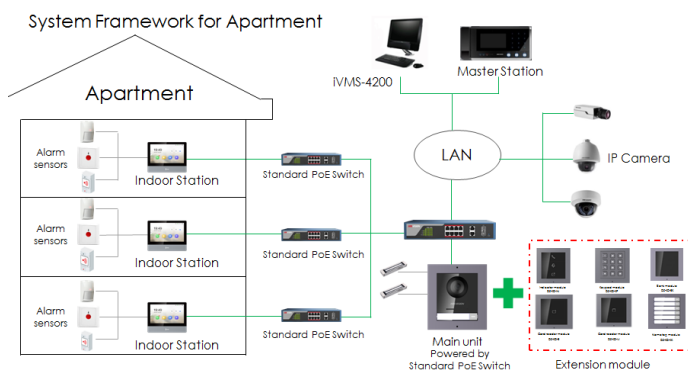 System Framework for Apartment
iVMS-4200
Master Station
Apartment
LAN
IP Camera
Alarm
sensors
Indoor Station
Standard PoE Switch
Alarm
sensors
Indoor Station
Standard PoE Switch
Alarm
sensors
Indoor Station
Standard PoE Switch
Main unit
Powered by
Standard PoE Switch
Extension module